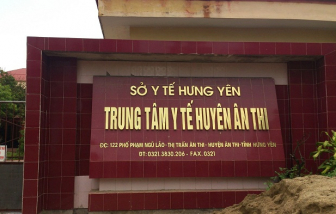 SỞ Y TẾ HƯNG YÊN
TRUNG TÂM Y TẾ HUYỆN ÂN THI
ĐC: 122 PHỐ PHẠM NGŨ LÃO - THỊ TRẤN ÂN THI - HUYỆN ÂN THI - TỈNH HƯNG YÊN
ĐT: 0321.3830.206 - FAX. 0321